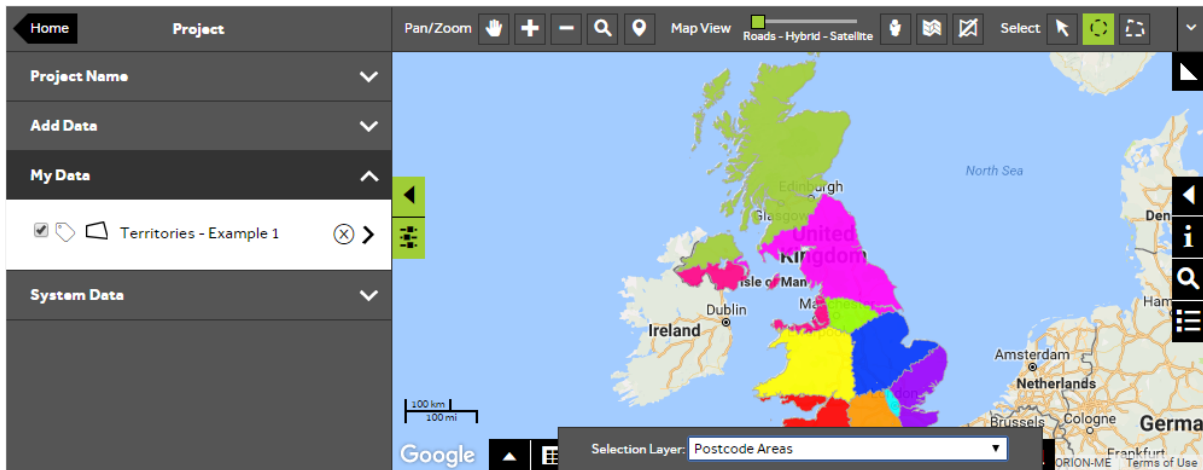 Home
Project
Pan/Zoom
Map View
Roads - Hybrid - Satellite
Select
Project Name
Add Data
My Data
Territories - Example 1
System Data
North Sea
Edinburgh
Glasgow
United
Kingdom
Isle of Man
Dublin
Ireland
Den
Ham
Amsterdam
Netherlands
Brussels
Cologne
Germa
Frankfurt
100 km
100 mi
Google
Selection Layer: Postcode Areas
ORION-ME Terms of Use